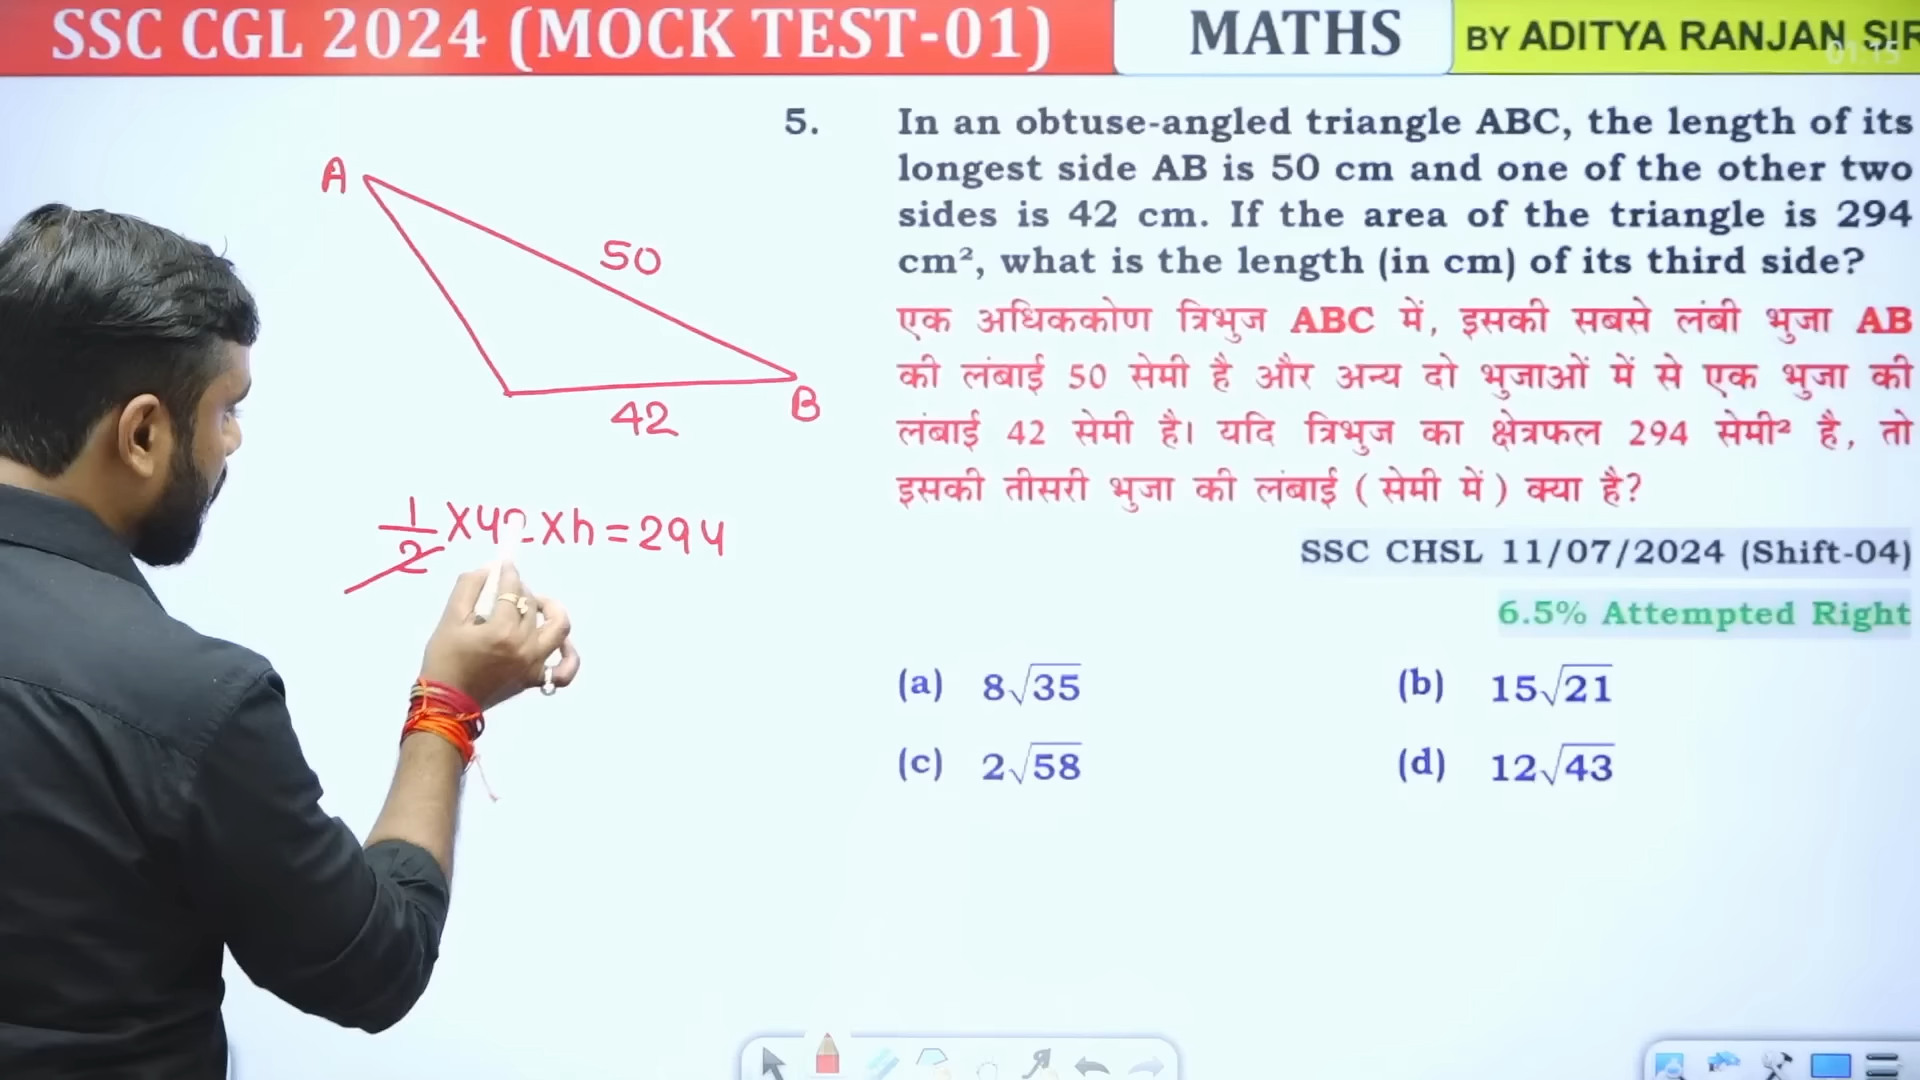 SSC CGL 2024 (MOCK TEST-01)
MATHS
BY ADITYA RANJAN SIR
01:15
5. In an obtuse-angled triangle ABC, the length of its
longest side AB is 50 cm and one of the other two
sides is 42 cm. If the area of the triangle is 294
cm², what is the length (in cm) of its third side?
एक अधिककोण त्रिभुज ABC में, इसकी सबसे लंबी भुजा AB
की लंबाई 50 सेमी है और अन्य दो भुजाओं में से एक भुजा की
लंबाई 42 सेमी है। यदि त्रिभुज का क्षेत्रफल 294 सेमी² है, तो
इसकी तीसरी भुजा की लंबाई (सेमी में) क्या है?
SSC CHSL 11/07/2024 (Shift-04)
6.5% Attempted Right
(a) 8√35
(b) 15√21
(c) 2√58
(d) 12√43
A
50
42
B
1/2 X 42 X h = 294